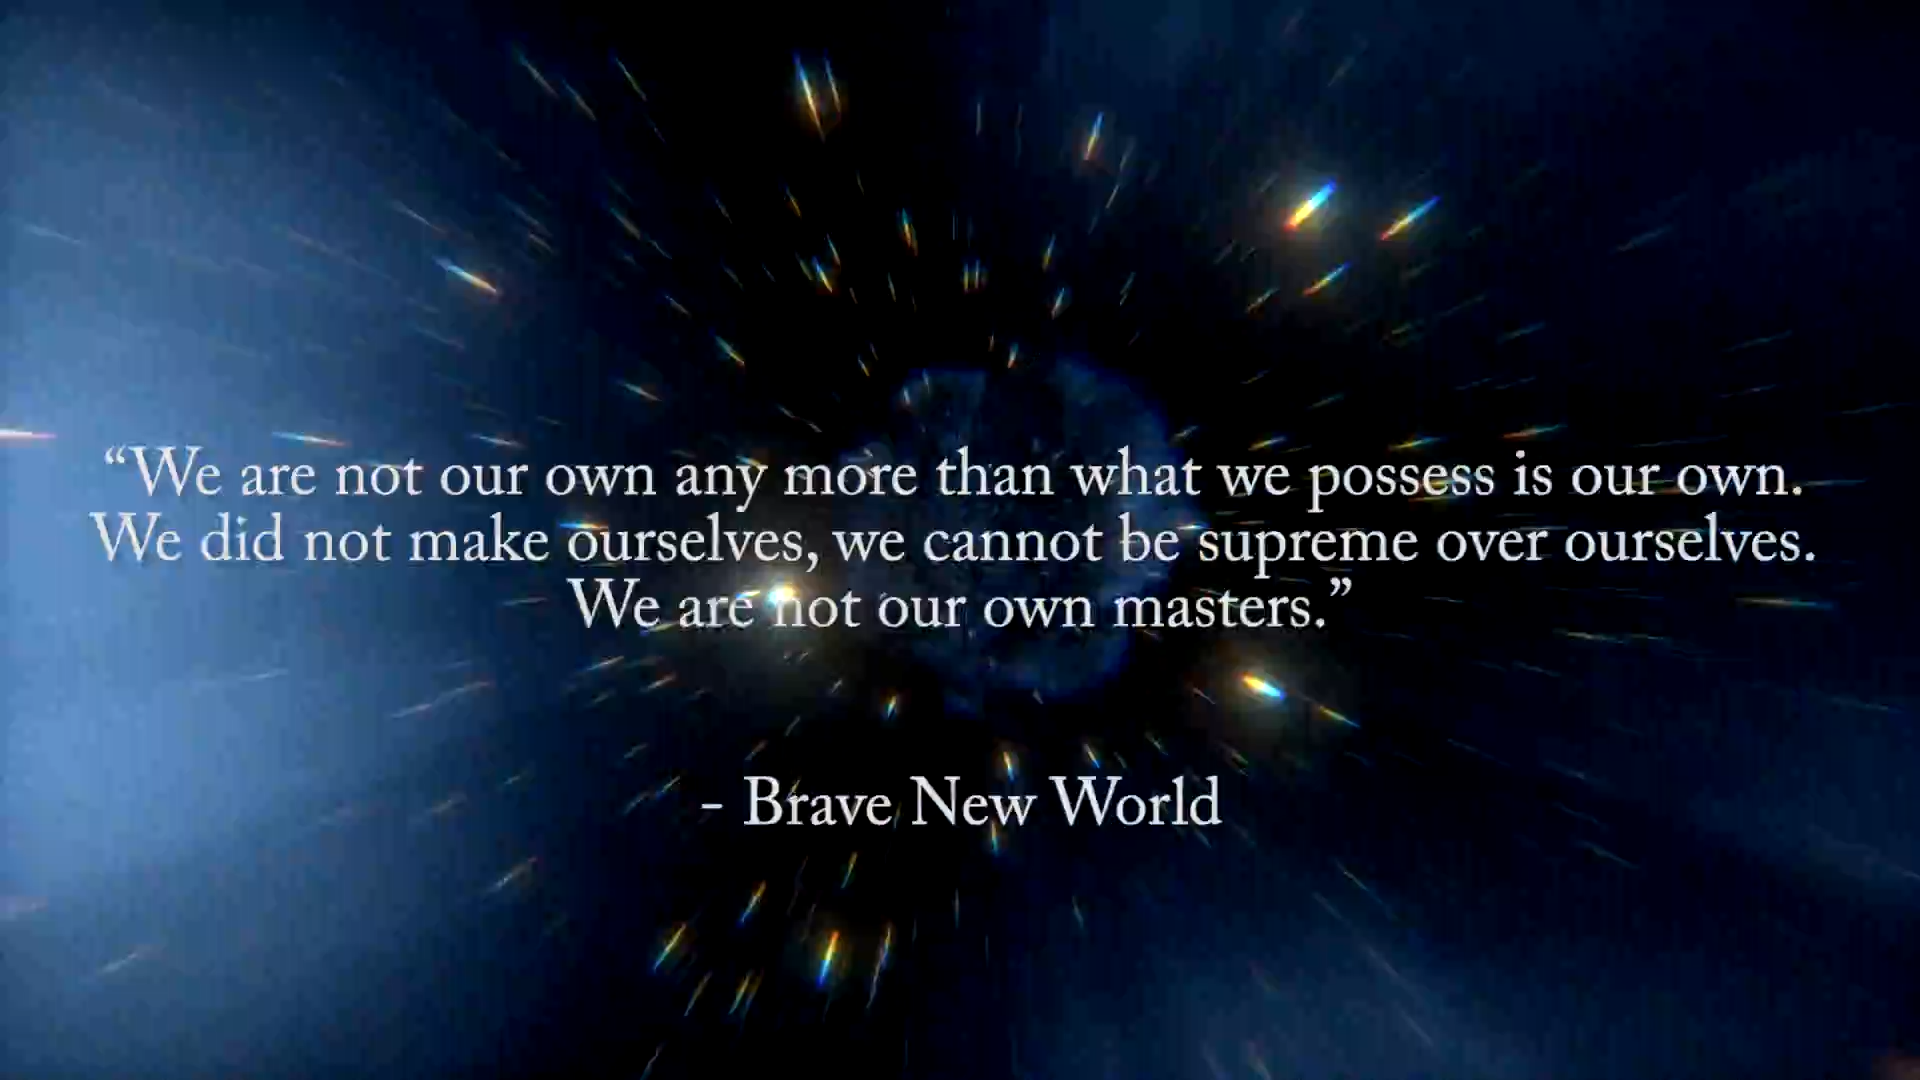 “We are not our own any more than what we possess is our own.
We did not make ourselves, we cannot be supreme over ourselves.
We are not our own masters.”
- Brave New World